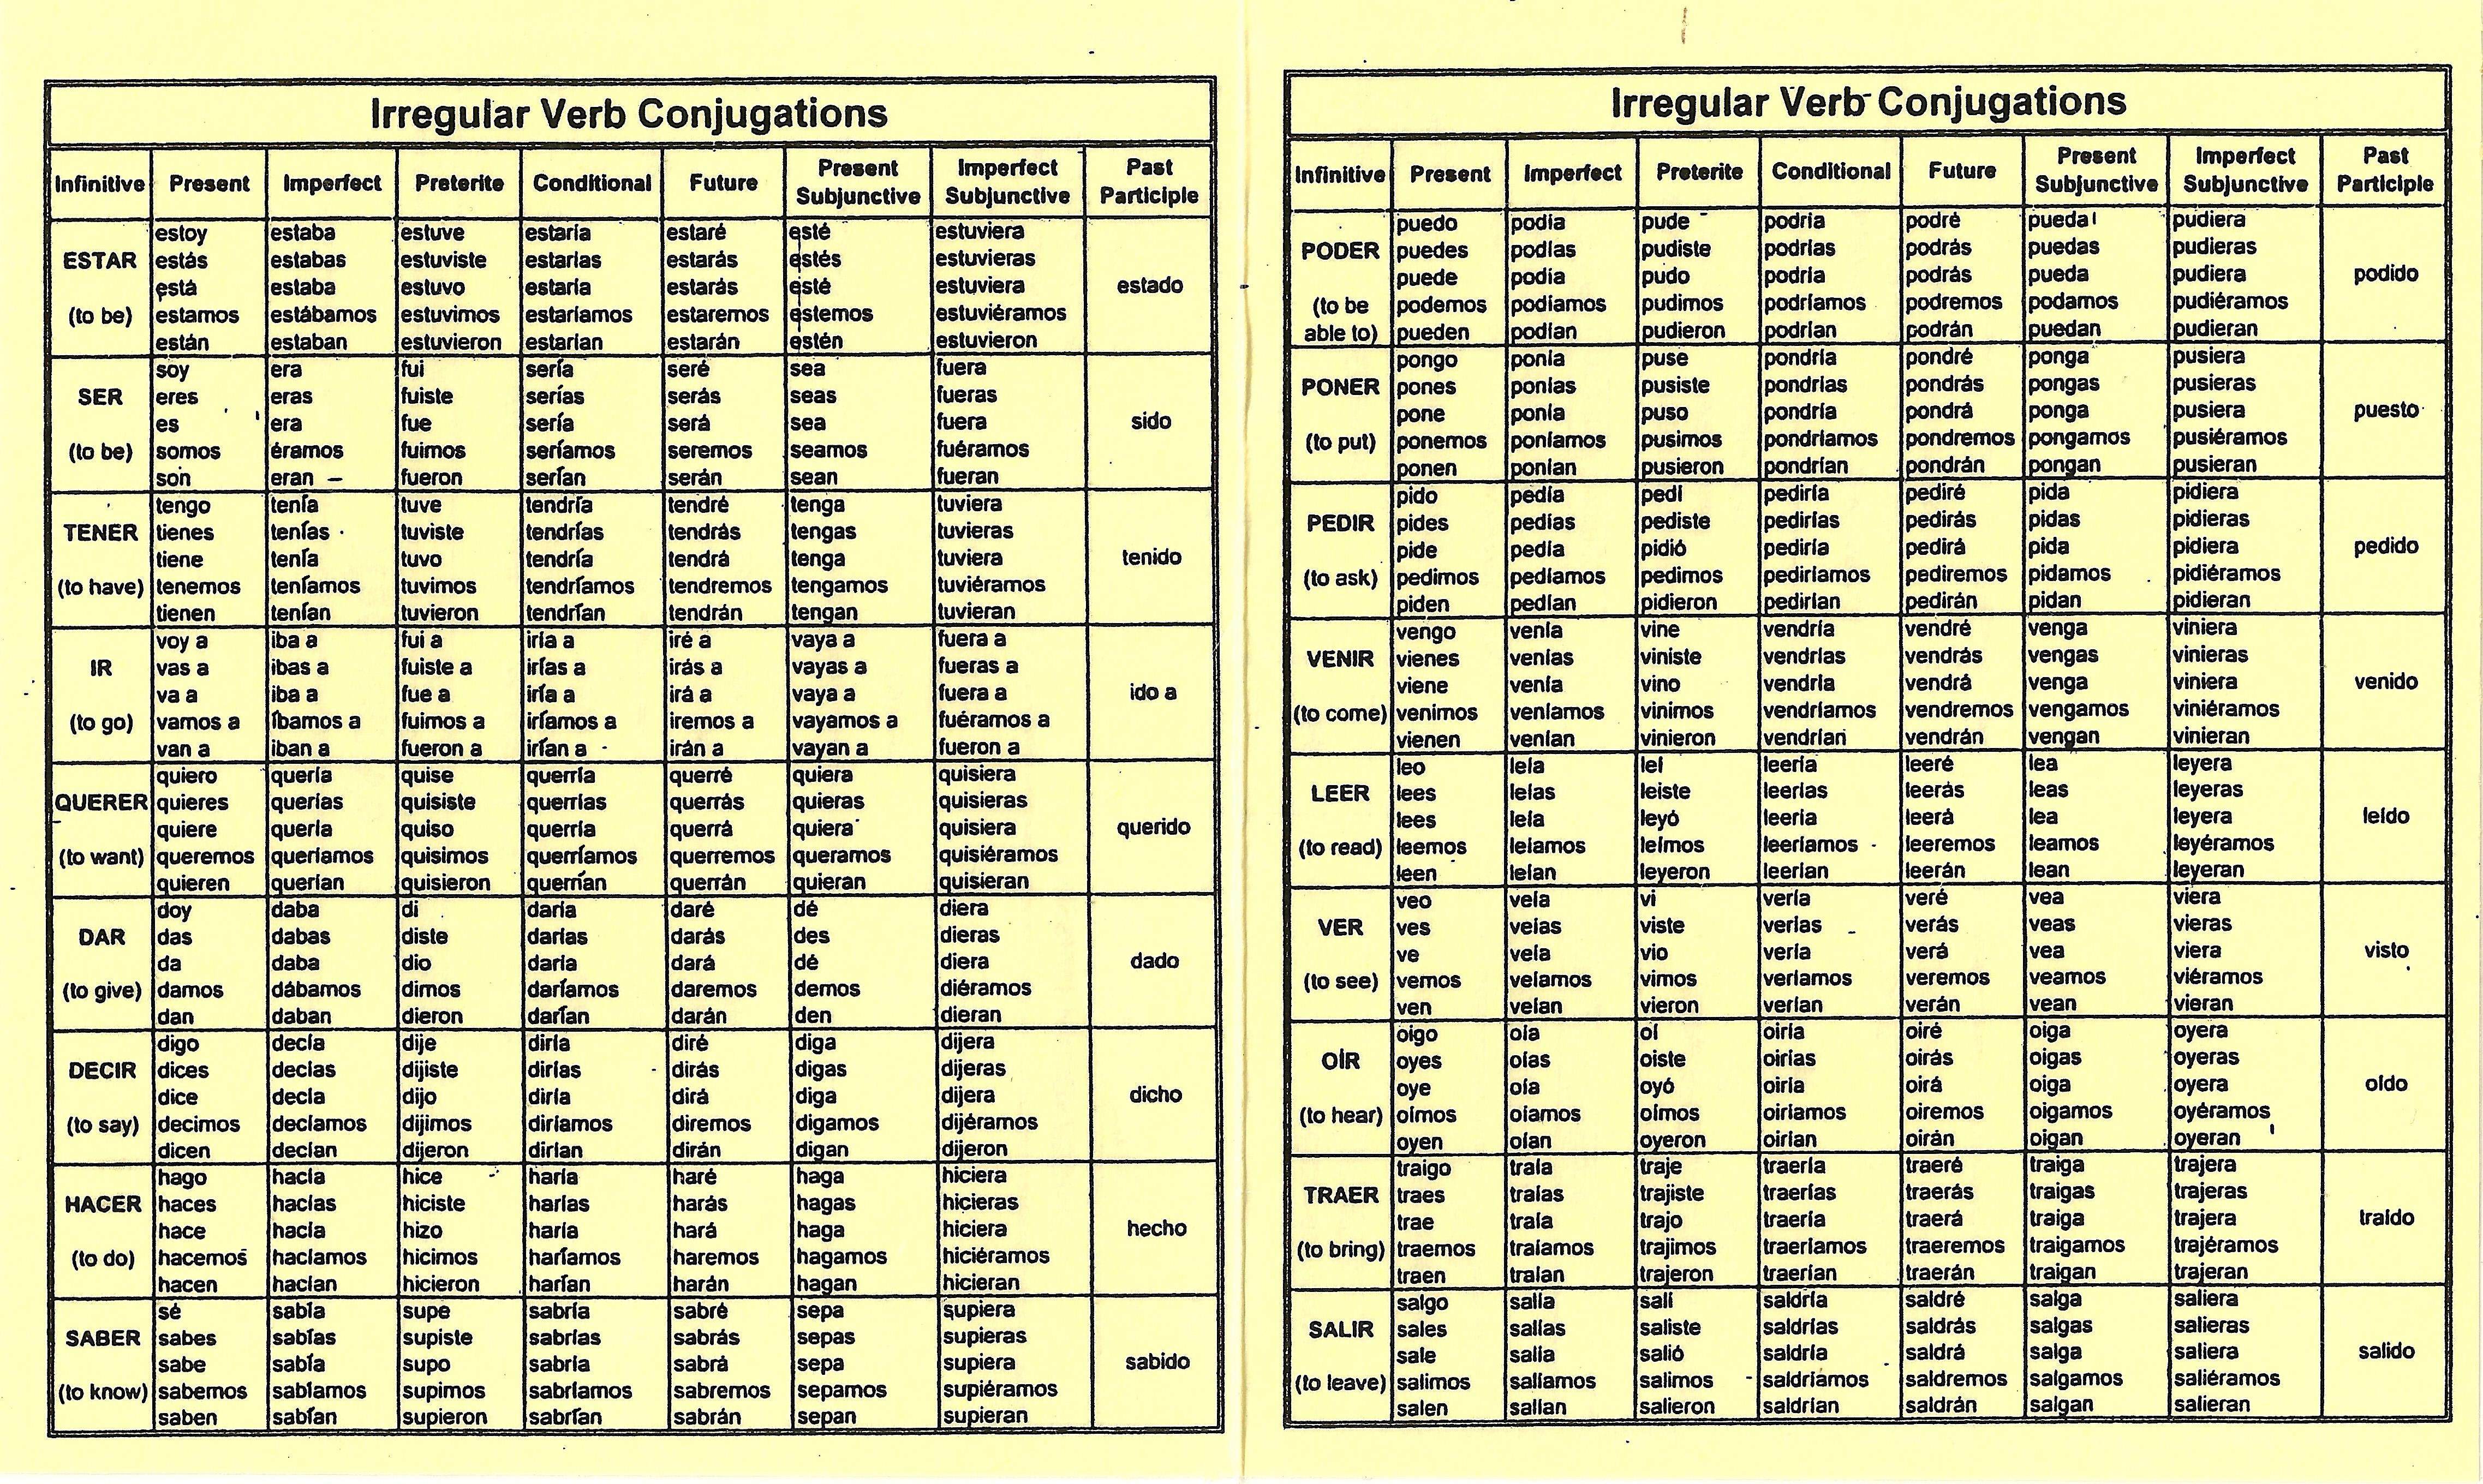 Irregular Verb Conjugations
Infinitive Present Imperfect Preterite Conditional Future Present Subjunctive Imperfect Subjunctive Past Participle
estoy estaba estuve estaría estaré esté estuviera
ESTAR estás estabas estuviste estarías estarás estés estuvieras
está estaba estuvo estaría estarás esté estuviera estado
(to be) estamos estábamos estuvimos estaríamos estaremos estemos estuviéramos
están estaban estuvieron estarían estarán estén estuvieron
soy era fui sería seré sea fuera
SER eres eras fuiste serías serás seas fueras
es era fue sería será sea fuera sido
(to be) somos éramos fuimos seríamos seremos seamos fuéramos
son eran fueron serían serán sean fueran
tengo tenía tuve tendría tendré tenga tuviera
TENER tienes tenías tuviste tendrías tendrás tengas tuvieras
tiene tenía tuvo tendría tendrá tenga tuviera tenido
(to have) tenemos teníamos tuvimos tendríamos tendremos tengamos tuviéramos
tienen tenían tuvieron tendrían tendrán tengan tuvieran
voy a iba a fui a iría a iré a vaya a fuera a
IR vas a ibas a fuiste a irías a irás a vayas a fueras a
va a iba a fue a iría a irá a vaya a fuera a ido a
(to go) vamos a íbamos a fuimos a iríamos a iremos a vayamos a fuéramos a
van a iban a fueron a irían a irán a vayan a fueron a
quiero quería quise querría querré quiera quisiera
QUERER quieres querías quisiste querrías querrás quieras quisieras
quiere quería quiso querría querrá quiera quisiera querido
(to want) queremos queríamos quisimos querríamos querremos queramos quisiéramos
quieren querían quisieron querrían querrán quieran quisieran
doy daba di daría daré dé diera
DAR das dabas diste darías darás des dieras
da daba dio daría dará dé diera dado
(to give) damos dábamos dimos daríamos daremos demos diéramos
dan daban dieron darían darán den dieran
digo decía dije diría diré diga dijera
DECIR dices decías dijiste dirías dirás digas dijeras
dice decía dijo diría dirá diga dijera dicho
(to say) decimos decíamos dijimos diríamos diremos digamos dijéramos
dicen decían dijeron dirían dirán digan dijeron
hago hacía hice haría haré haga hiciera
HACER haces hacías hiciste harías harás hagas hicieras
hace hacía hizo haría hará haga hiciera hecho
(to do) hacemos hacíamos hicimos haríamos haremos hagamos hiciéramos
hacen hacían hicieron harían harán hagan hicieran
sé sabía supe sabría sabré sepa supiera
SABER sabes sabías supiste sabrías sabrás sepas supieras
sabe sabía supo sabría sabrá sepa supiera sabido
(to know) sabemos sabíamos supimos sabríamos sabremos sepamos supiéramos
saben sabían supieron sabrían sabrán sepan supieran
Irregular Verb Conjugations
Infinitive Present Imperfect Preterite Conditional Future Present Subjunctive Imperfect Subjunctive Past Participle
puedo podía pude podría podré pueda pudiera
PODER puedes podías pudiste podrías podrás puedas pudieras
puede podía pudo podría podrás pueda pudiera podido
(to be podemos podíamos pudimos podríamos podremos podamos pudiéramos
able to) pueden podían pudieron podrían podrán puedan pudieran
pongo ponía puse pondría pondré ponga pusiera
PONER pones ponías pusiste pondrías pondrás pongas pusieras
pone ponía puso pondría pondrá ponga pusiera puesto
(to put) ponemos poníamos pusimos pondríamos pondremos pongamos pusiéramos
ponen ponían pusieron pondrían pondrán pongan pusieran
pido pedía pedí pediría pediré pida pidiera
PEDIR pides pedías pediste pedirías pedirás pidas pidieras
pide pedía pidió pediría pedirá pida pidiera pedido
(to ask) pedimos pedíamos pedimos pediríamos pediremos pidamos pidiéramos
piden pedían pidieron pedirían pedirán pidan pidieran
vengo venía vine vendría vendré venga viniera
VENIR vienes venías viniste vendrías vendrás vengas vinieras
viene venía vino vendría vendrá venga viniera venido
(to come) venimos veníamos vinimos vendríamos vendremos vengamos viniéramos
vienen venían vinieron vendrían vendrán vengan vinieran
leo leía leí leería leeré lea leyera
LEER lees leías leiste leerías leerás leas leyeras
lees leía leyó leería leerá lea leyera leído
(to read) leemos leíamos leímos leeríamos leeremos leamos leyéramos
leen leían leyeron leerían leerán lean leyeran
veo veía vi vería veré vea viera
VER ves veías viste verías verás veas vieras
ve veía vio vería verá vea viera visto
(to see) vemos veíamos vimos veríamos veremos veamos viéramos
ven veían vieron verían verán vean vieran
oigo oía oí oiría oiré oiga oyera
OÍR oyes oías oiste oirías oirás oigas oyeras
oye oía oyó oiría oirá oiga oyera oído
(to hear) oímos oíamos oímos oiríamos oiremos oigamos oyéramos
oyen oían oyeron oirían oirán oigan oyeran
traigo traía traje traería traeré traiga trajera
TRAER traes traías trajiste traerías traerás traigas trajeras
trae traía trajo traería traerá traiga trajera traído
(to bring) traemos traíamos trajimos traeríamos traeremos traigamos trajéramos
traen traían trajeron traerían traerán traigan trajeran
salgo salía salí saldría saldré salga saliera
SALIR sales salías saliste saldrías saldrás salgas salieras
sale salía salió saldría saldrá salga saliera salido
(to leave) salimos salíamos salimos saldríamos saldremos salgamos saliéramos
salen salían salieron saldrían saldrán salgan salieran